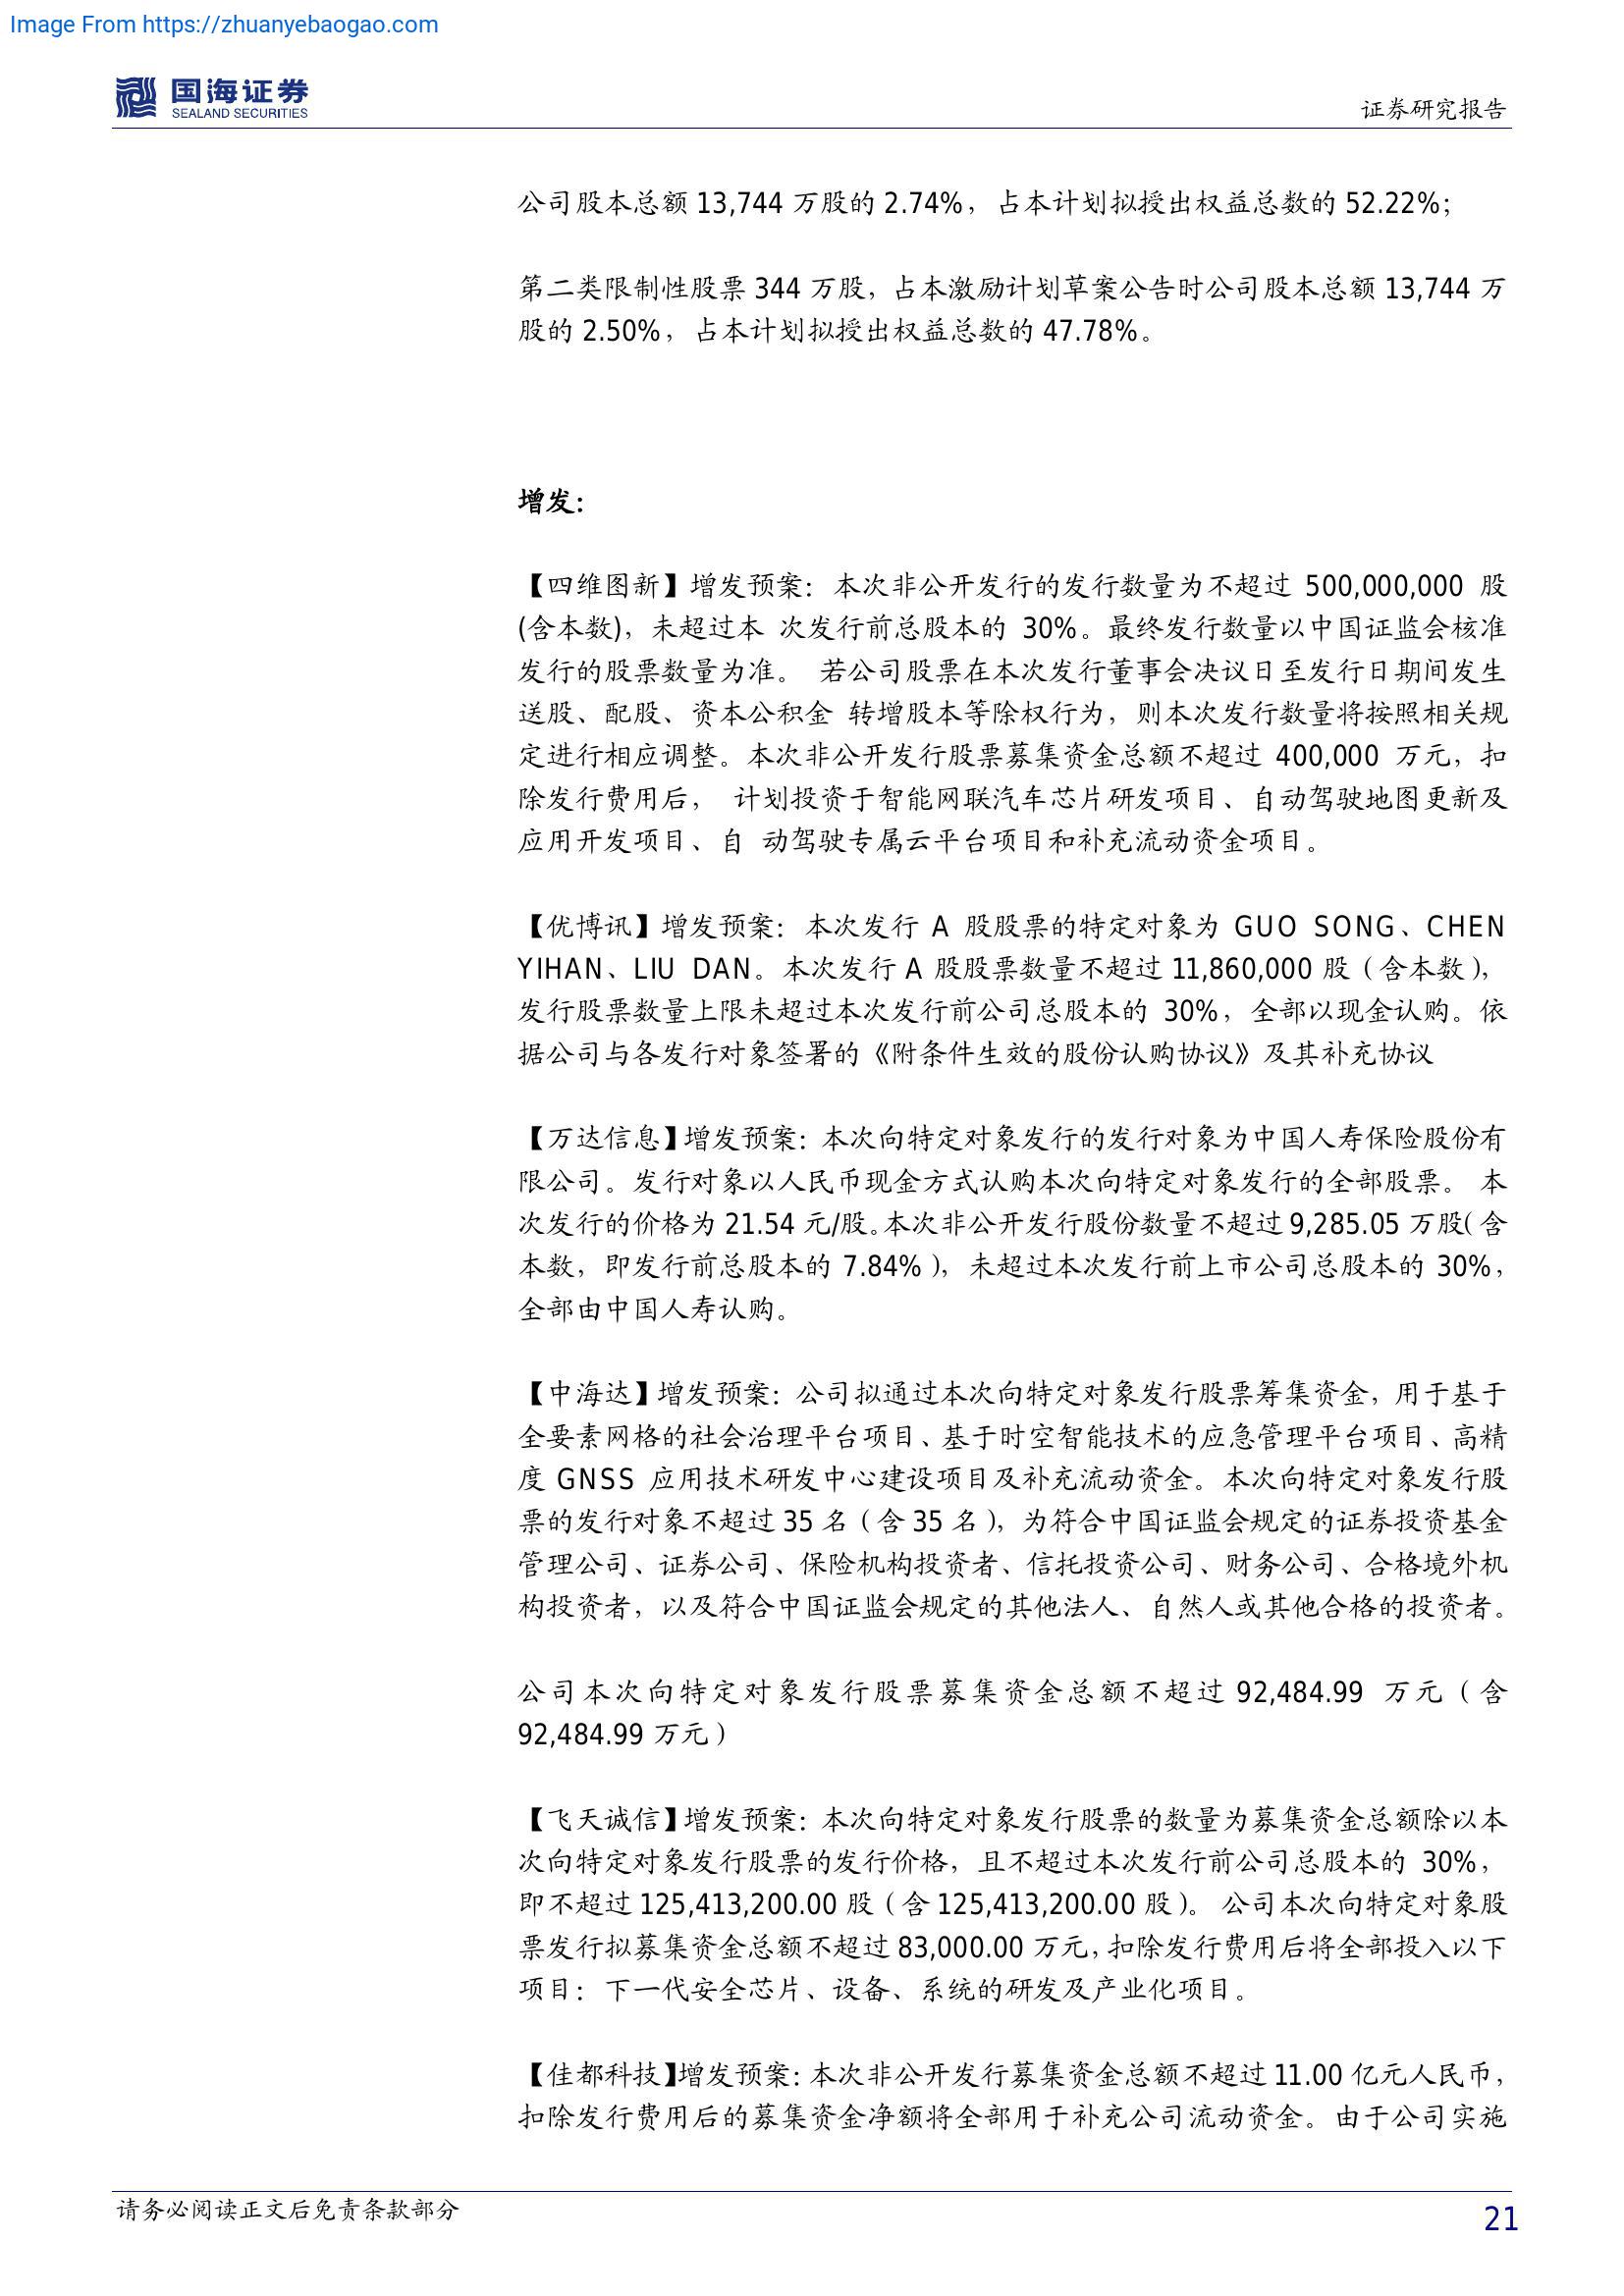 Image From https://zhuanyebaogao.com
国海证券
SEALAND SECURITIES
证券研究报告
公司股本总额 13,744 万股的 2.74%，占本计划拟授出权益总数的 52.22%；
第二类限制性股票 344 万股，占本激励计划草案公告时公司股本总额 13,744 万
股的 2.50%，占本计划拟授出权益总数的 47.78%。
增发：
【四维图新】增发预案：本次非公开发行的发行数量为不超过 500,000,000 股
(含本数)，未超过本 次发行前总股本的 30%。最终发行数量以中国证监会核准
发行的股票数量为准。 若公司股票在本次发行董事会决议日至发行日期间发生
送股、配股、资本公积金 转增股本等除权行为，则本次发行数量将按照相关规
定进行相应调整。本次非公开发行股票募集资金总额不超过 400,000 万元，扣
除发行费用后， 计划投资于智能网联汽车芯片研发项目、自动驾驶地图更新及
应用开发项目、自 动驾驶专属云平台项目和补充流动资金项目。
【优博讯】增发预案：本次发行 A 股股票的特定对象为 GUO SONG、CHEN
YIHAN、LIU DAN。本次发行 A 股股票数量不超过 11,860,000 股（含本数），
发行股票数量上限未超过本次发行前公司总股本的 30%，全部以现金认购。依
据公司与各发行对象签署的《附条件生效的股份认购协议》及其补充协议
【万达信息】增发预案：本次向特定对象发行的发行对象为中国人寿保险股份有
限公司。发行对象以人民币现金方式认购本次向特定对象发行的全部股票。 本
次发行的价格为 21.54 元/股。本次非公开发行股份数量不超过 9,285.05 万股（含
本数，即发行前总股本的 7.84%），未超过本次发行前上市公司总股本的 30%，
全部由中国人寿认购。
【中海达】增发预案：公司拟通过本次向特定对象发行股票筹集资金，用于基于
全要素网格的社会治理平台项目、基于时空智能技术的应急管理平台项目、高精
度 GNSS 应用技术研发中心建设项目及补充流动资金。本次向特定对象发行股
票的发行对象不超过 35 名（含 35 名），为符合中国证监会规定的证券投资基金
管理公司、证券公司、保险机构投资者、信托投资公司、财务公司、合格境外机
构投资者，以及符合中国证监会规定的其他法人、自然人或其他合格的投资者。
公司本次向特定对象发行股票募集资金总额不超过 92,484.99 万元（含
92,484.99 万元）
【飞天诚信】增发预案：本次向特定对象发行股票的数量为募集资金总额除以本
次向特定对象发行股票的发行价格，且不超过本次发行前公司总股本的 30%，
即不超过 125,413,200.00 股（含 125,413,200.00 股）。 公司本次向特定对象股
票发行拟募集资金总额不超过 83,000.00 万元，扣除发行费用后将全部投入以下
项目：下一代安全芯片、设备、系统的研发及产业化项目。
【佳都科技】增发预案：本次非公开发行募集资金总额不超过 11.00 亿元人民币，
扣除发行费用后的募集资金净额将全部用于补充公司流动资金。由于公司实施
请务必阅读正文后免责条款部分
21